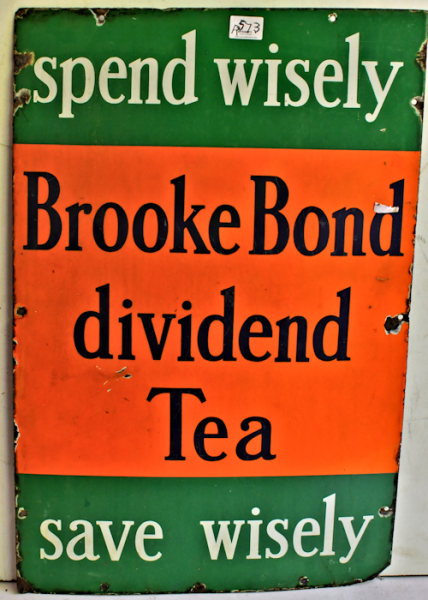 spend wisely
Brooke Bond
dividend
Tea
save wisely